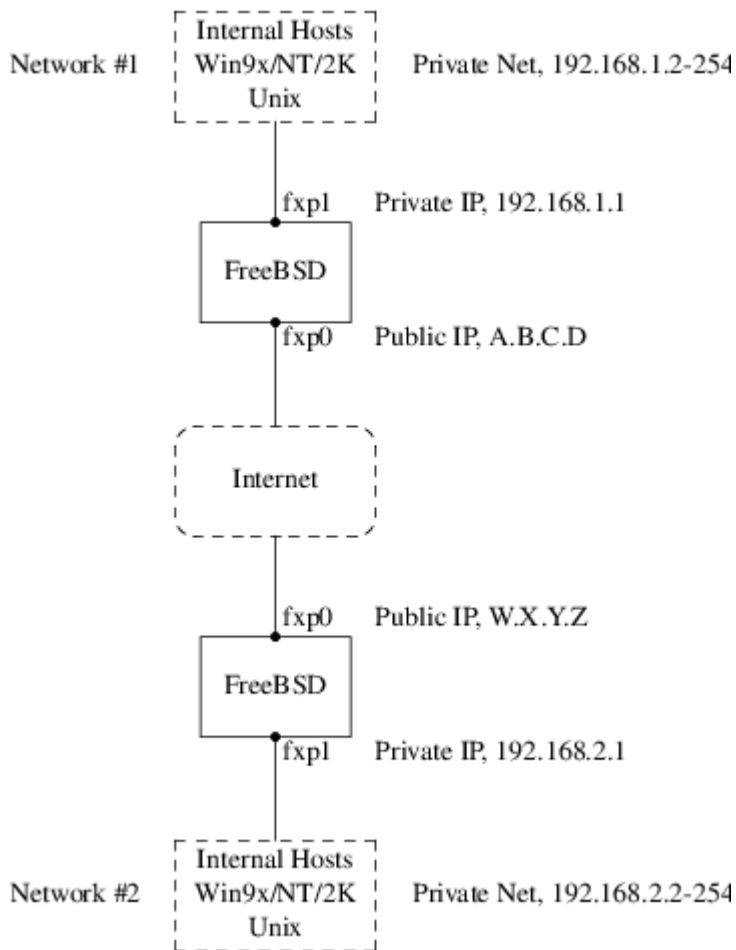 Internal Hosts
Network #1 Win9x/NT/2K Private Net, 192.168.1.2-254
Unix
fxp1 Private IP, 192.168.1.1
FreeBSD
fxp0 Public IP, A.B.C.D
Internet
fxp0 Public IP, W.X.Y.Z
FreeBSD
fxp1 Private IP, 192.168.2.1
Internal Hosts
Network #2 Win9x/NT/2K Private Net, 192.168.2.2-254
Unix